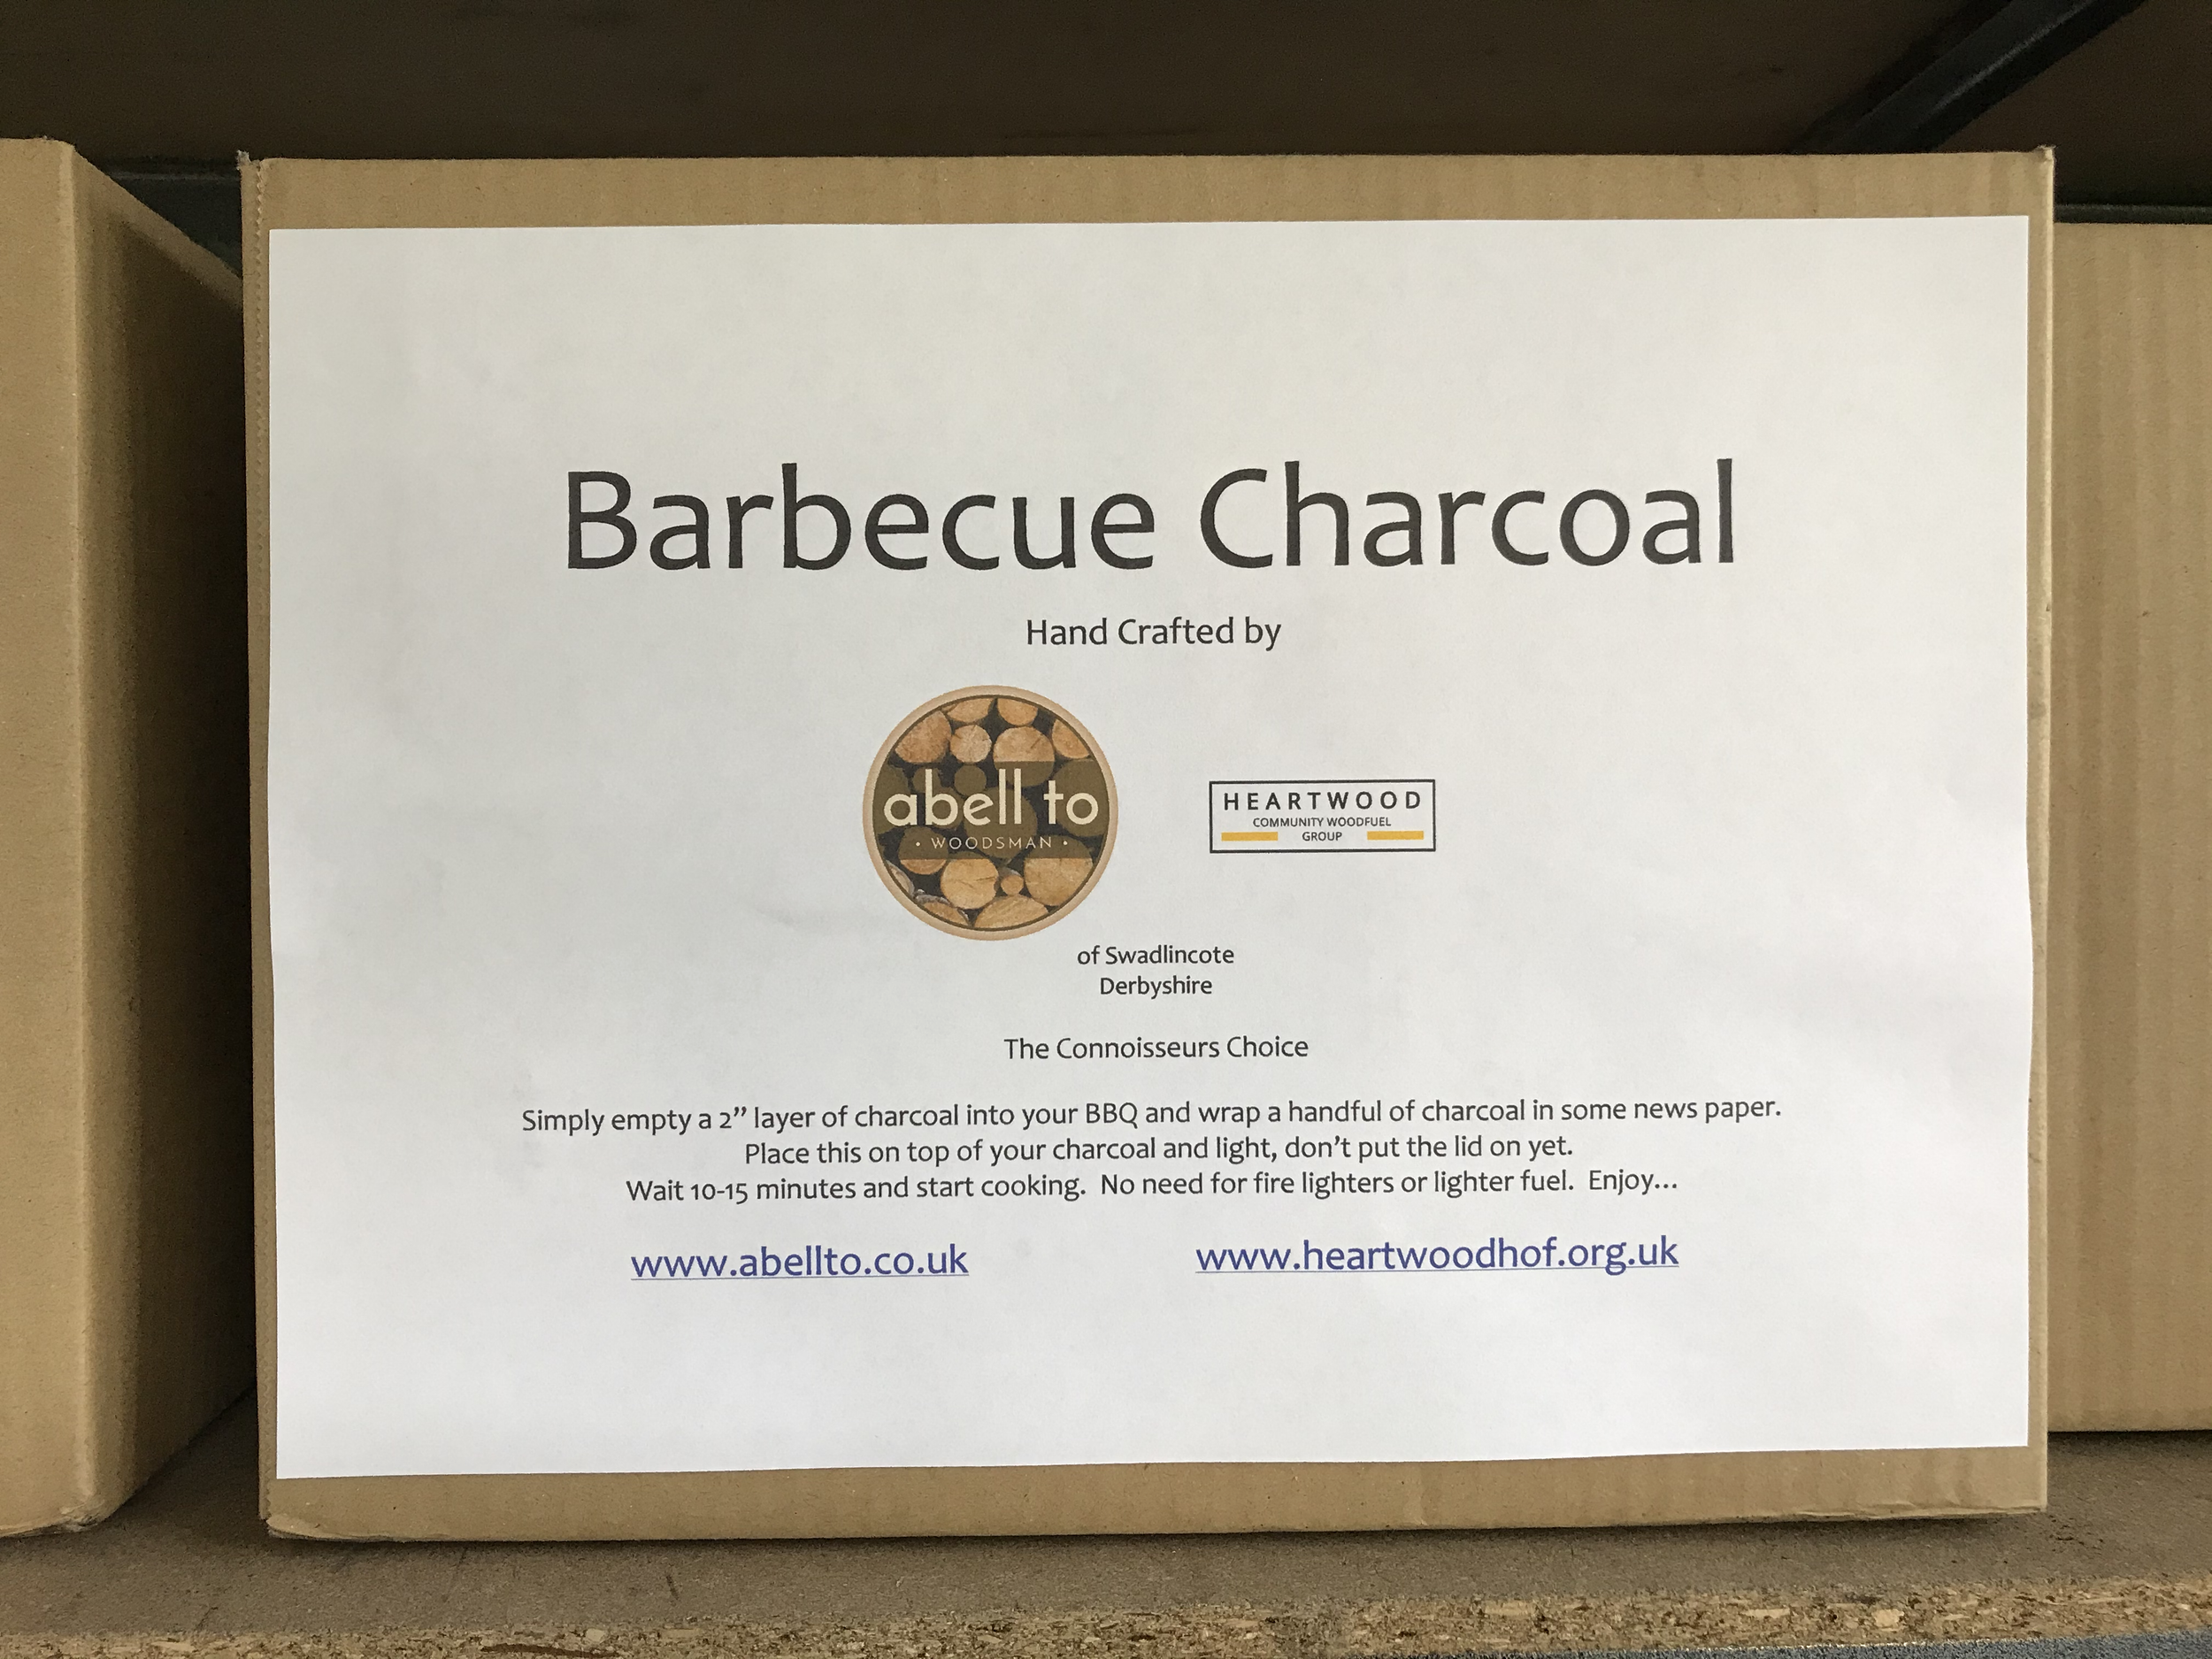 Barbecue Charcoal
Hand Crafted by
abell to
• WOODSMAN •
HEARTWOOD
COMMUNITY WOODFUEL
GROUP
of Swadlincote
Derbyshire
The Connoisseurs Choice
Simply empty a 2” layer of charcoal into your BBQ and wrap a handful of charcoal in some news paper.
Place this on top of your charcoal and light, don’t put the lid on yet.
Wait 10-15 minutes and start cooking.  No need for fire lighters or lighter fuel.  Enjoy…
www.abellto.co.uk
www.heartwoodhof.org.uk